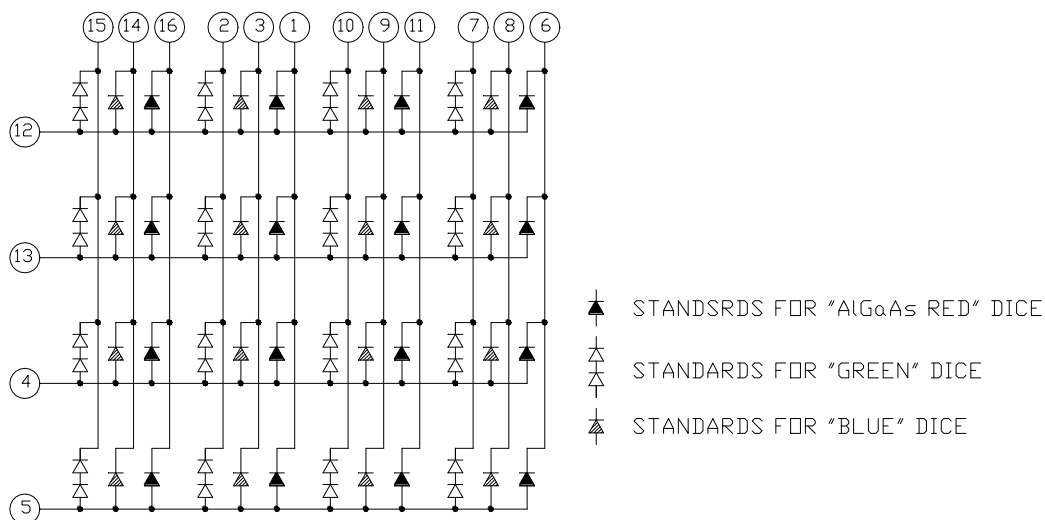 15 14 16 2 3 1 10 9 11 7 8 6
12
13
STANDSRDS FOR "AlGaAs RED" DICE
STANDARDS FOR "GREEN" DICE
4
STANDARDS FOR "BLUE" DICE
5